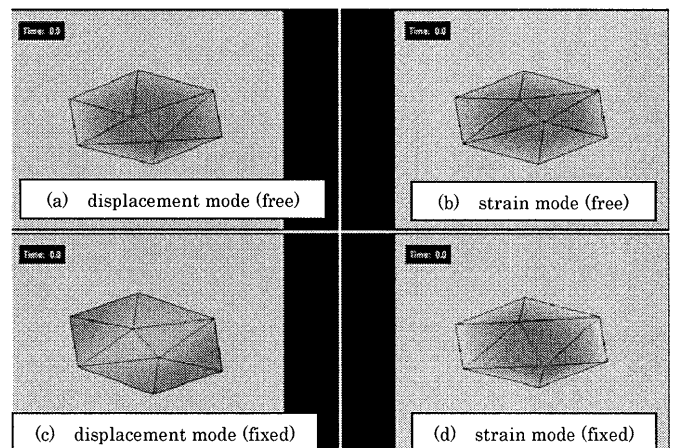 Time: 0.0
Time: 0.0
(a) displacement mode (free)
(b) strain mode (free)
Time: 0.0
Time: 0.0
(c) displacement mode (fixed)
(d) strain mode (fixed)